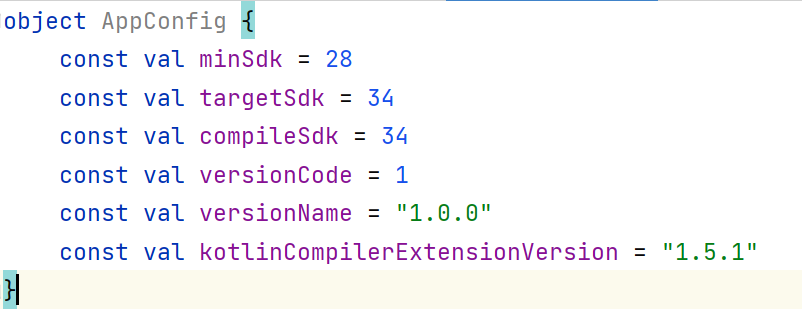 object AppConfig {
    const val minSdk = 28
    const val targetSdk = 34
    const val compileSdk = 34
    const val versionCode = 1
    const val versionName = "1.0.0"
    const val kotlinCompilerExtensionVersion = "1.5.1"
}